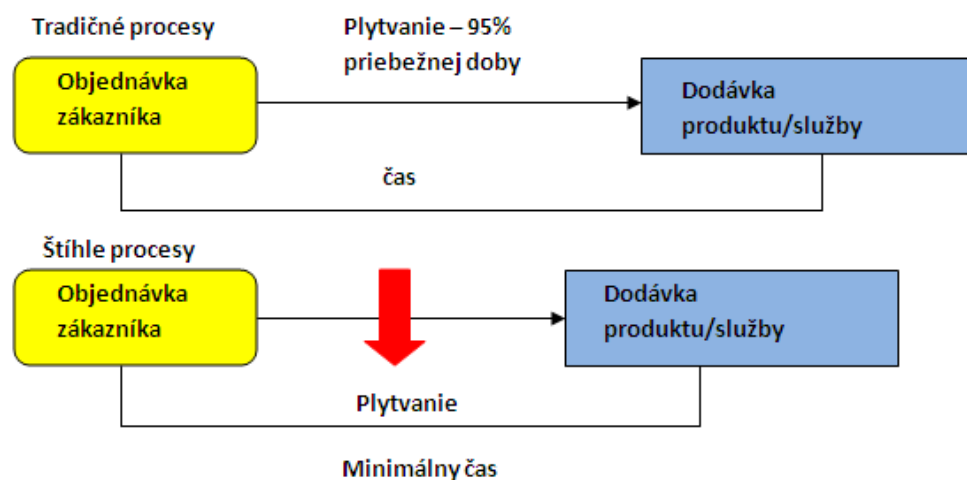 Tradičné procesy
Plytvanie – 95%
priebežnej doby
Objednávka
zákazníka
Dodávka
produktu/služby
čas
Štíhle procesy
Objednávka
zákazníka
Dodávka
produktu/služby
Plytvanie
Minimálny čas